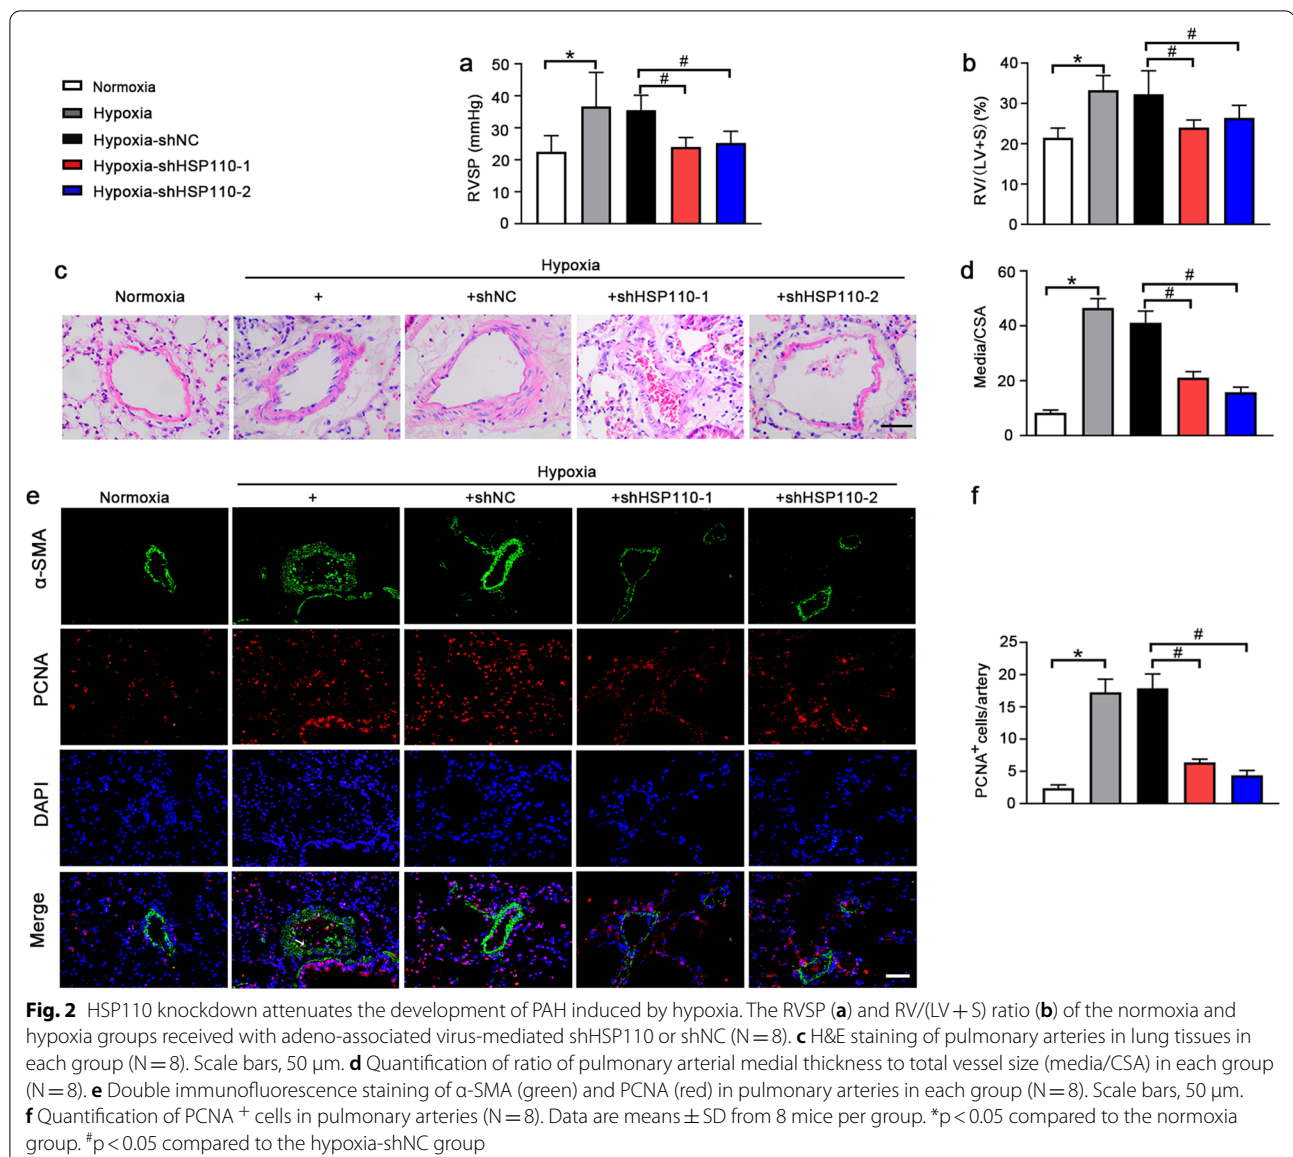 Normoxia
Hypoxia
Hypoxia-shNC
Hypoxia-shHSP110-1
Hypoxia-shHSP110-2
a
RVSP (mmHg)
50
40
30
20
10
0
*
#
#
b
RV/(LV+S) (%)
40
30
20
10
0
*
#
#
c
Hypoxia
Normoxia + +shNC +shHSP110-1 +shHSP110-2
d
Media/CSA
60
40
20
0
*
#
#
e
Hypoxia
Normoxia + +shNC +shHSP110-1 +shHSP110-2
α-SMA
PCNA
DAPI
Merge
f
PCNA⁺cells/artery
25
20
15
10
5
0
*
#
#
Fig. 2 HSP110 knockdown attenuates the development of PAH induced by hypoxia. The RVSP (a) and RV/(LV + S) ratio (b) of the normoxia and
hypoxia groups received with adeno-associated virus-mediated shHSP110 or shNC (N = 8). c H&E staining of pulmonary arteries in lung tissues in
each group (N = 8). Scale bars, 50 μm. d Quantification of ratio of pulmonary arterial medial thickness to total vessel size (media/CSA) in each group
(N = 8). e Double immunofluorescence staining of α-SMA (green) and PCNA (red) in pulmonary arteries in each group (N = 8). Scale bars, 50 μm.
f Quantification of PCNA ⁺ cells in pulmonary arteries (N = 8). Data are means ± SD from 8 mice per group. *p < 0.05 compared to the normoxia
group. #p < 0.05 compared to the hypoxia-shNC group